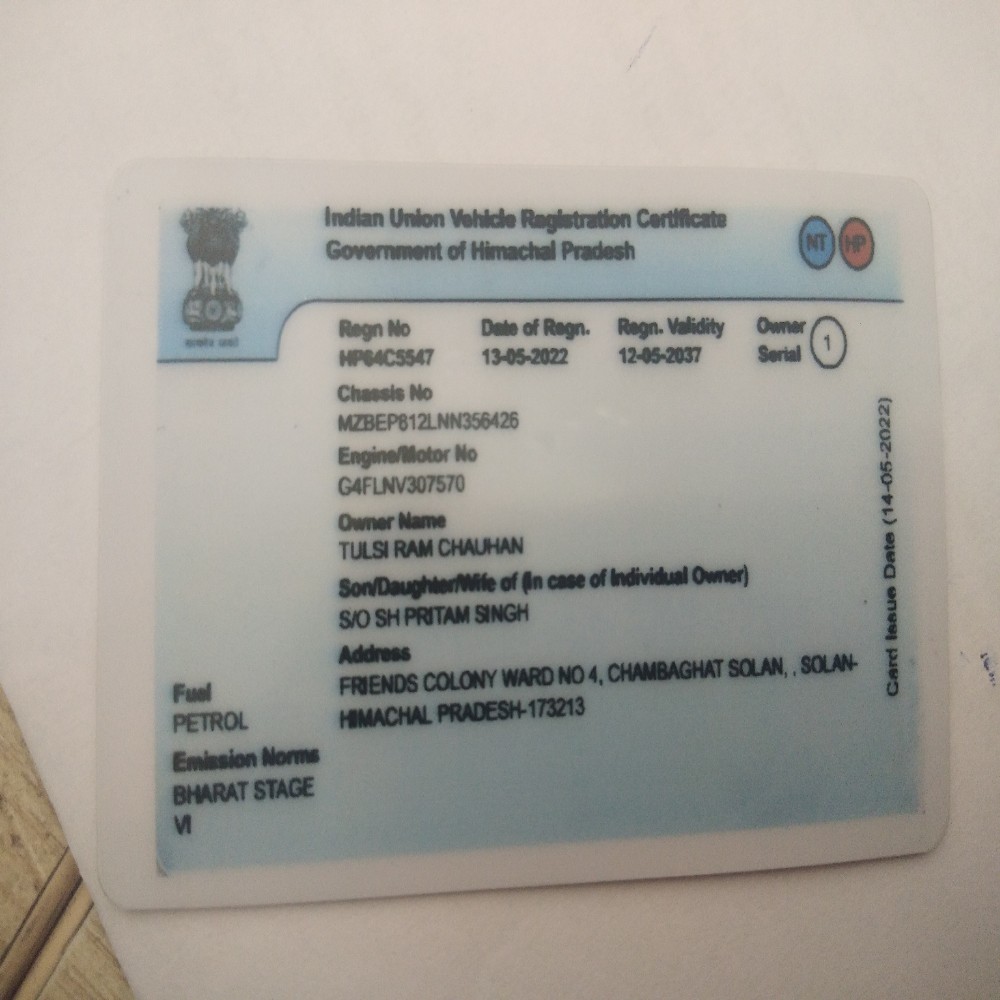 Indian Union Vehicle Registration Certificate
Government of Himachal Pradesh
NT HP
Regn No Date of Regn. Regn. Validity Owner Serial 1
HP64C5547 13-05-2022 12-05-2037
Chassis No
MZBEP812LNN356426
Engine/Motor No
G4FLNV307570
Owner Name
TULSI RAM CHAUHAN
Son/Daughter/Wife of (In case of Individual Owner)
S/O SH PRITAM SINGH
Address
FRIENDS COLONY WARD NO 4, CHAMBAGHAT SOLAN, , SOLAN-
HIMACHAL PRADESH-173213
Fuel
PETROL
Emission Norms
BHARAT STAGE
VI
Card Issue Date (14-05-2022)